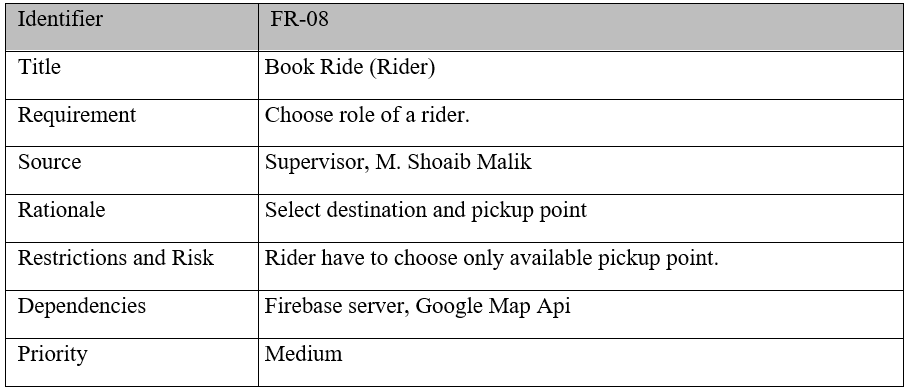 Identifier FR-08
Title Book Ride (Rider)
Requirement Choose role of a rider.
Source Supervisor, M. Shoaib Malik
Rationale Select destination and pickup point
Restrictions and Risk Rider have to choose only available pickup point.
Dependencies Firebase server, Google Map Api
Priority Medium